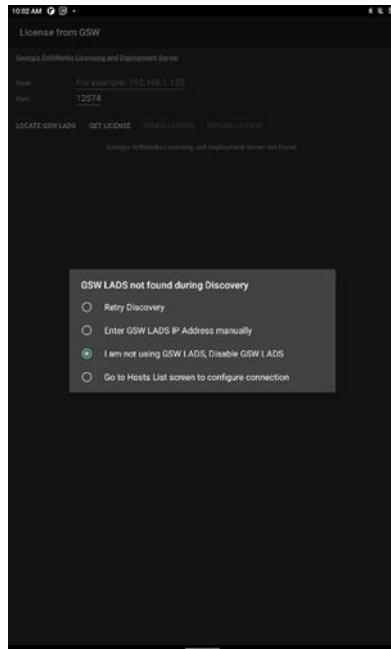 10:02 AM
License from GSW
Georgia SoftWorks Licensing and Deployment Server
Host
For example: 192.168.1.123
Port
12574
LOCATE GSW LADS GET LICENSE RENEW LICENSE RETURN LICENSE
Georgia Softworks Licensing and Deployment Server not found
GSW LADS not found during Discovery
Retry Discovery
Enter GSW LADS IP Address manually
I am not using GSW LADS, Disable GSW LADS
Go to Hosts List screen to configure connection